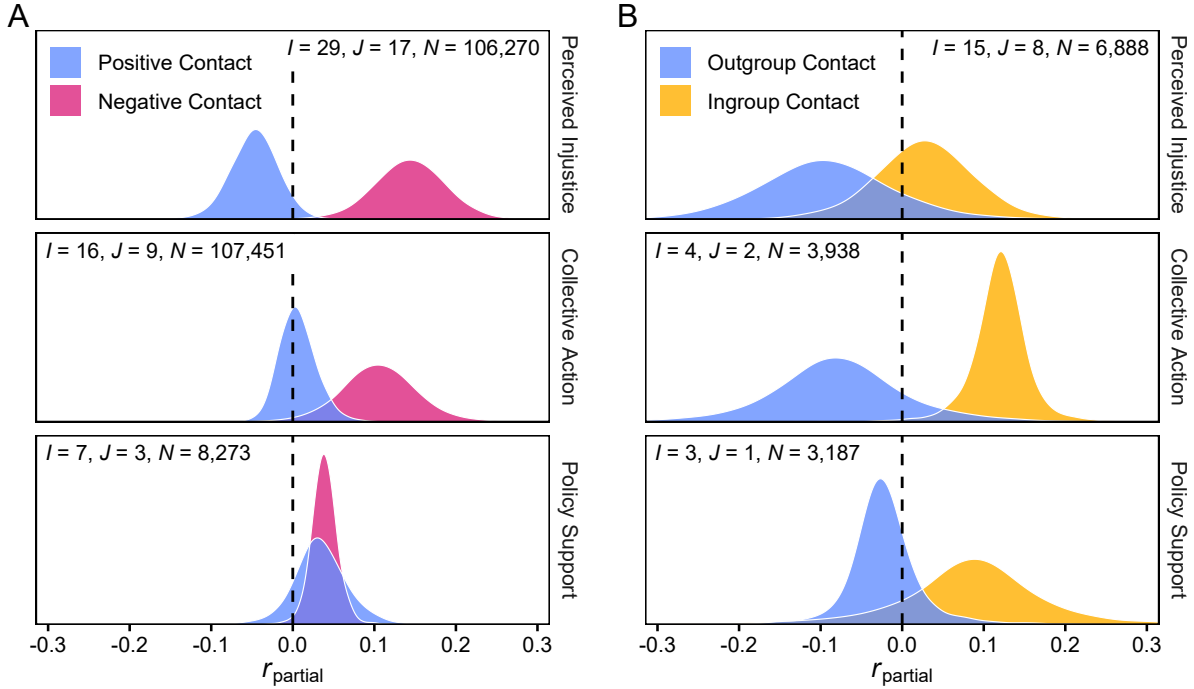 A
I = 29, J = 17, N = 106,270
Positive Contact
Negative Contact
Perceived Injustice
I = 16, J = 9, N = 107,451
Collective Action
I = 7, J = 3, N = 8,273
Policy Support
-0.3 -0.2 -0.1 0.0 0.1 0.2 0.3
rpartial
B
I = 15, J = 8, N = 6,888
Outgroup Contact
Ingroup Contact
Perceived Injustice
I = 4, J = 2, N = 3,938
Collective Action
I = 3, J = 1, N = 3,187
Policy Support
-0.3 -0.2 -0.1 0.0 0.1 0.2 0.3
rpartial